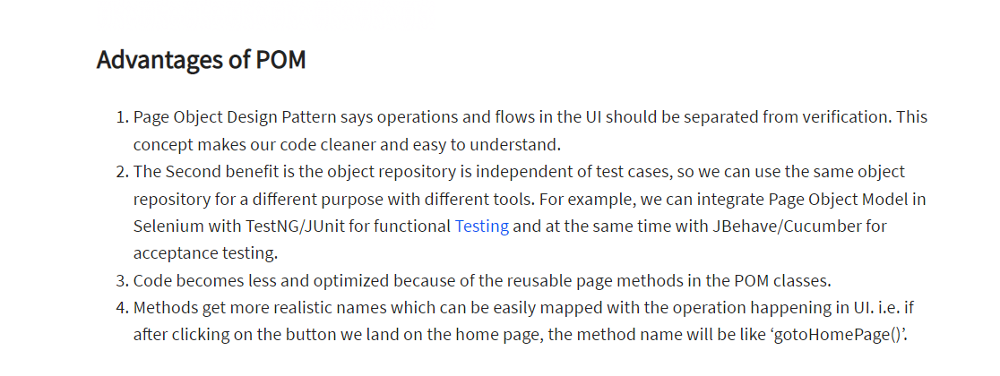 Advantages of POM
1. Page Object Design Pattern says operations and flows in the UI should be separated from verification. This
concept makes our code cleaner and easy to understand.
2. The Second benefit is the object repository is independent of test cases, so we can use the same object
repository for a different purpose with different tools. For example, we can integrate Page Object Model in
Selenium with TestNG/JUnit for functional Testing and at the same time with JBehave/Cucumber for
acceptance testing.
3. Code becomes less and optimized because of the reusable page methods in the POM classes.
4. Methods get more realistic names which can be easily mapped with the operation happening in UI. i.e. if
after clicking on the button we land on the home page, the method name will be like ‘gotoHomePage()’.